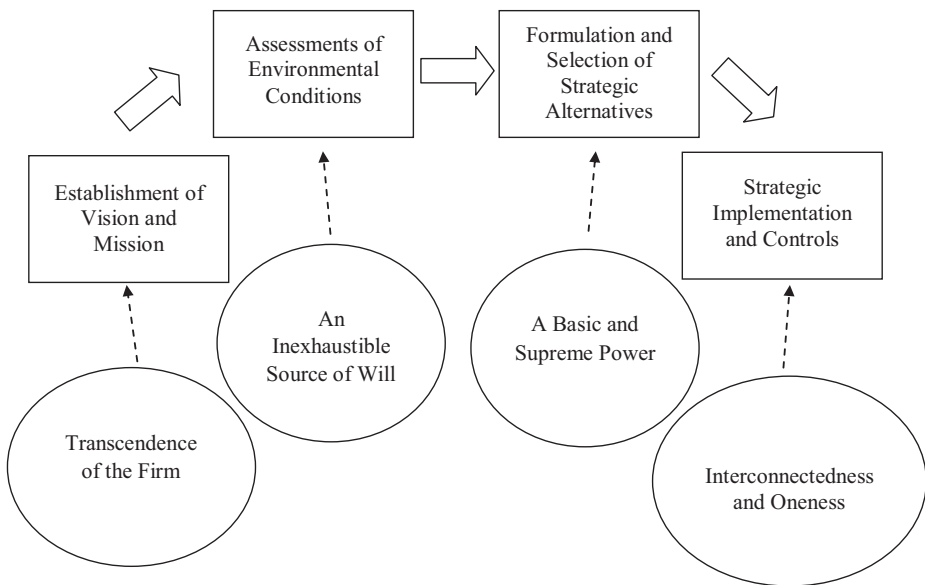 Assessments of
Environmental
Conditions
Formulation and
Selection of
Strategic
Alternatives
Establishment of
Vision and
Mission
Strategic
Implementation
and Controls
An
Inexhaustible
Source of Will
A Basic and
Supreme Power
Transcendence
of the Firm
Interconnectedness
and Oneness